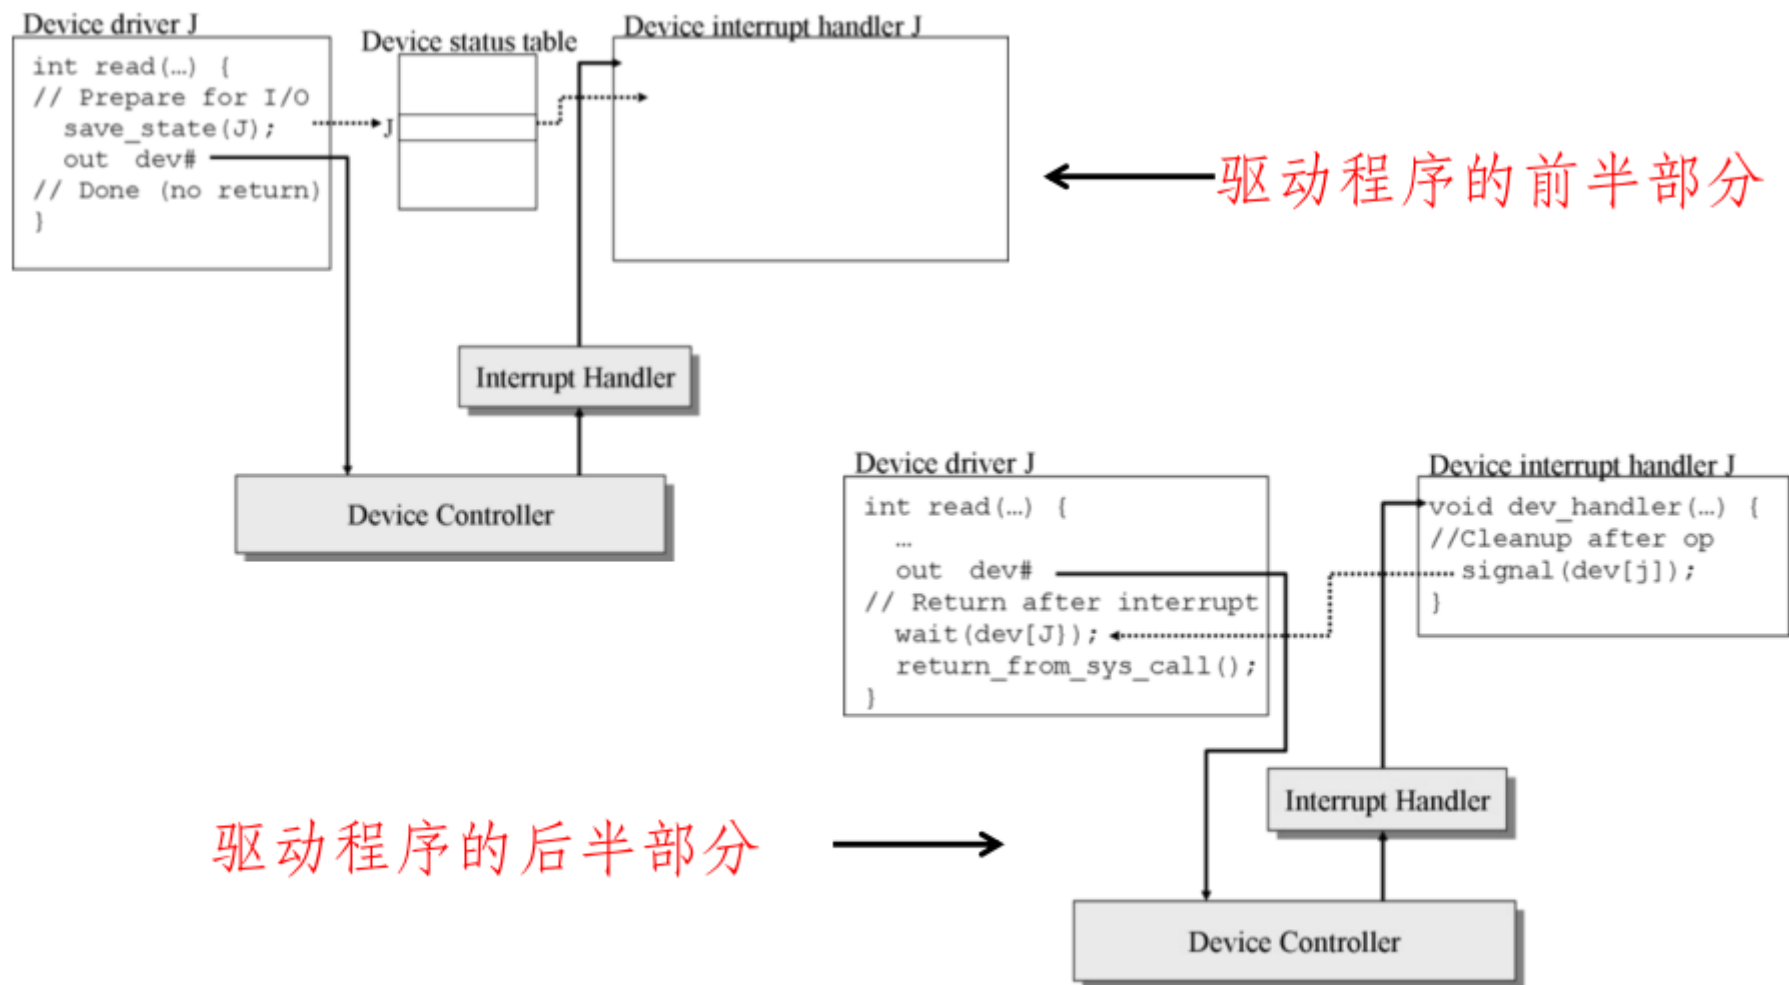 Device driver J
int read(…) {
// Prepare for I/O
save_state(J);
out dev#
// Done (no return)
}
Device status table
J
Device interrupt handler J
驱动程序的前半部分
Interrupt Handler
Device Controller
Device driver J
int read(…) {
…
out dev#
// Return after interrupt
wait(dev[J});
return_from_sys_call();
}
Device interrupt handler J
void dev_handler(…) {
//Cleanup after op
signal(dev[j]);
}
Interrupt Handler
驱动程序的后半部分
Device Controller